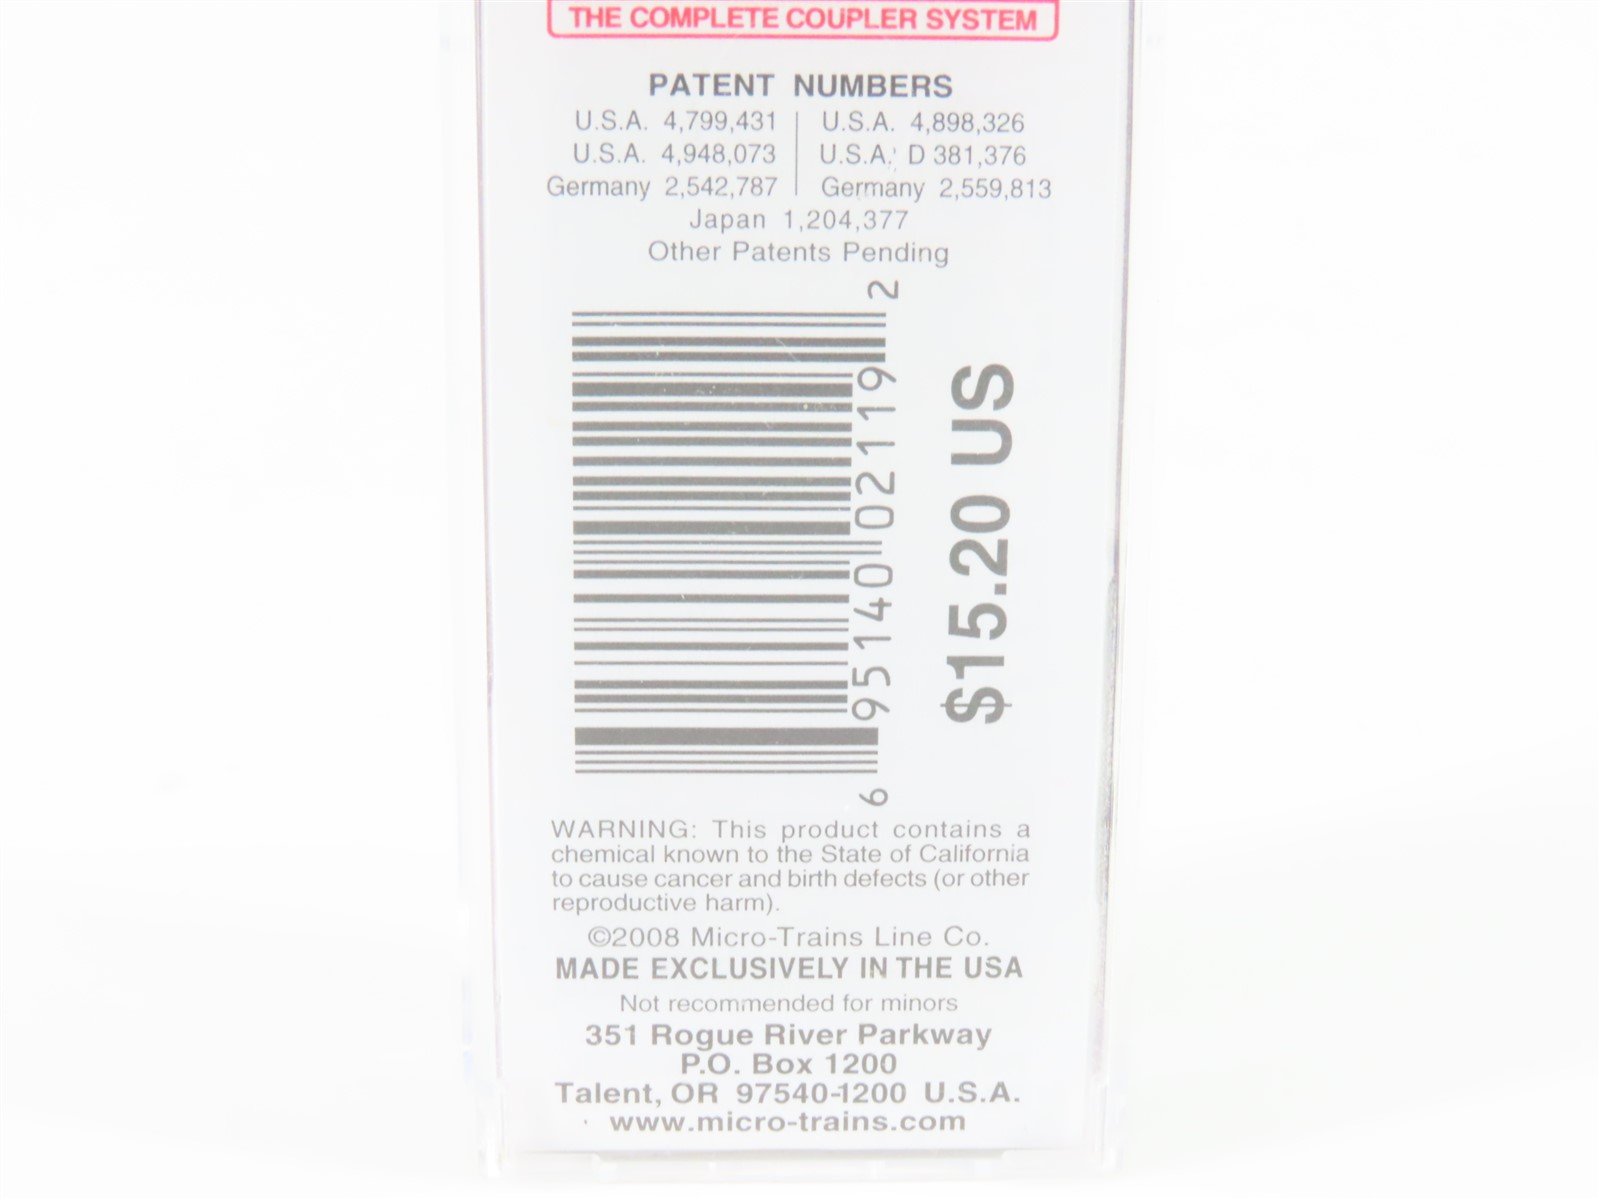 THE COMPLETE COUPLER SYSTEM
PATENT NUMBERS
U.S.A. 4,799,431 U.S.A. 4,898,326
U.S.A. 4,948,073 U.S.A. D 381,376
Germany 2,542,787 Germany 2,559,813
Japan 1,204,377
Other Patents Pending
6 95140 02119 2
$15.20 US
WARNING: This product contains a
chemical known to the State of California
to cause cancer and birth defects (or other
reproductive harm).
©2008 Micro-Trains Line Co.
MADE EXCLUSIVELY IN THE USA
Not recommended for minors
351 Rogue River Parkway
P.O. Box 1200
Talent, OR 97540-1200 U.S.A.
www.micro-trains.com